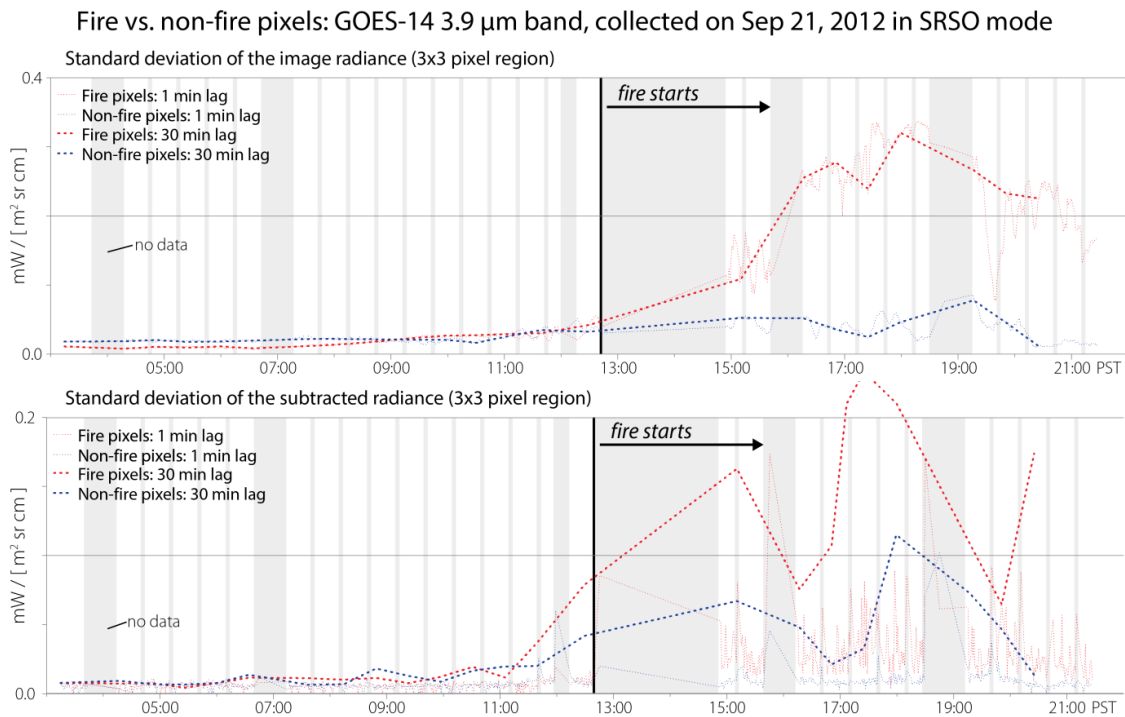 Fire vs. non-fire pixels: GOES-14 3.9 µm band, collected on Sep 21, 2012 in SRSO mode
Standard deviation of the image radiance (3x3 pixel region)
0.4
Fire pixels: 1 min lag
Non-fire pixels: 1 min lag
Fire pixels: 30 min lag
Non-fire pixels: 30 min lag
fire starts
mW / [ m² sr cm ]
no data
0.0
05:00 07:00 09:00 11:00 13:00 15:00 17:00 19:00 21:00 PST
Standard deviation of the subtracted radiance (3x3 pixel region)
0.2
Fire pixels: 1 min lag
Non-fire pixels: 1 min lag
Fire pixels: 30 min lag
Non-fire pixels: 30 min lag
fire starts
mW / [ m² sr cm ]
no data
0.0
05:00 07:00 09:00 11:00 13:00 15:00 17:00 19:00 21:00 PST